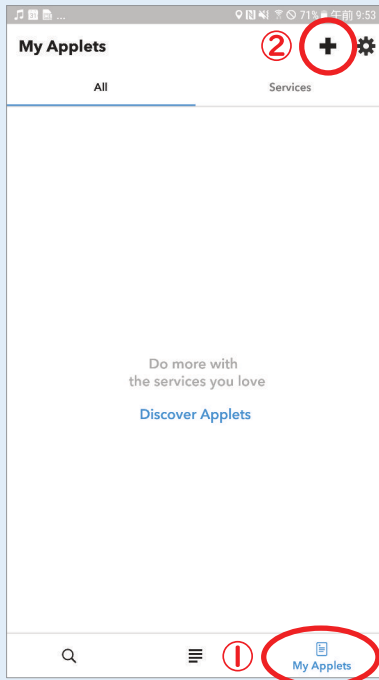 71% 午前 9:53
② 
My Applets
All
Services
Do more with
the services you love
Discover Applets
①
My Applets